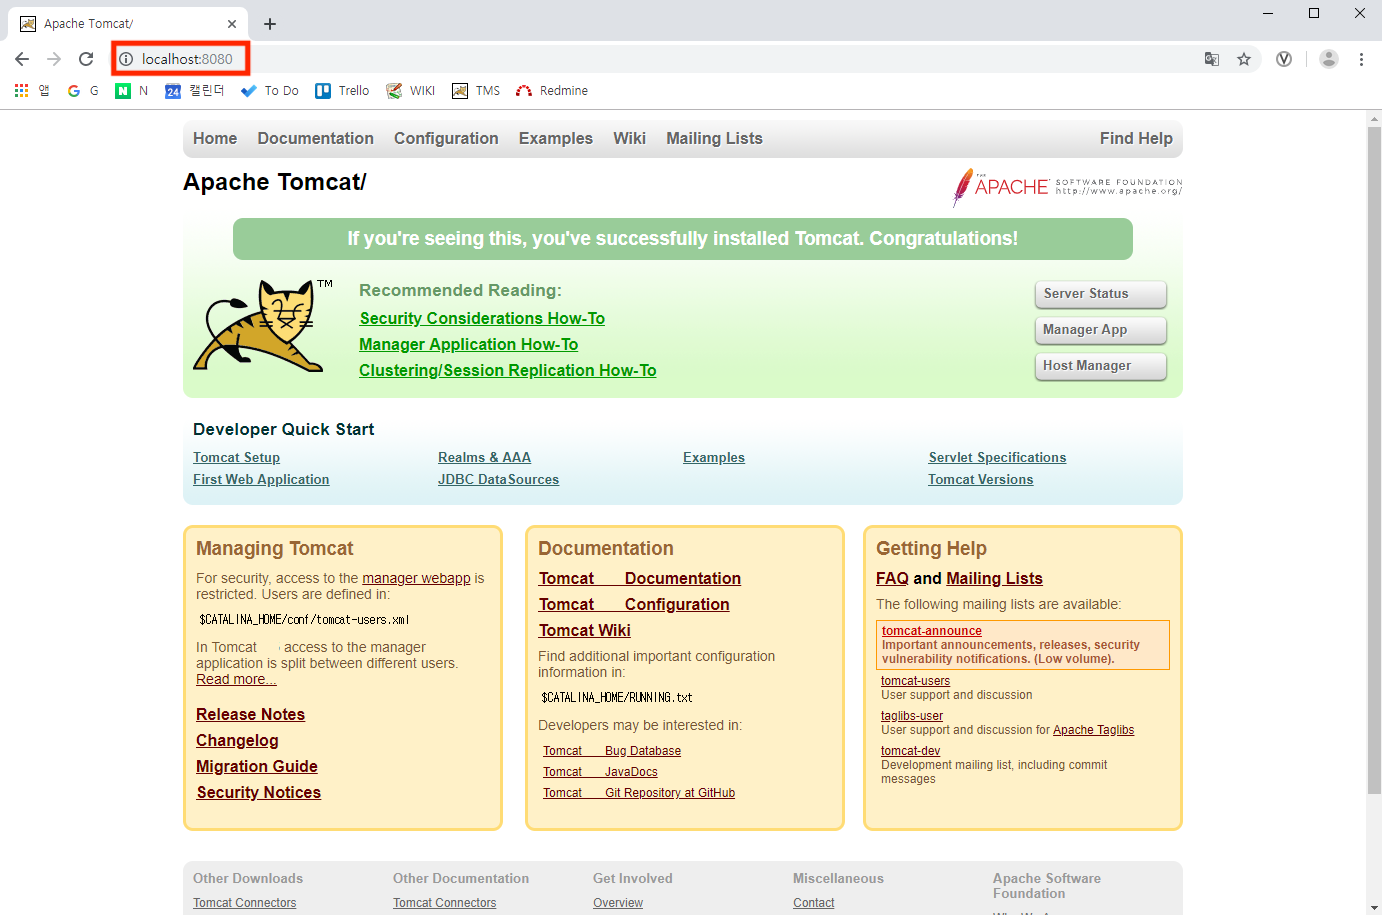 Apache Tomcat/
localhost:8080
앱 G N 24 캘린더 To Do Trello WIKI TMS Redmine
Home Documentation Configuration Examples Wiki Mailing Lists Find Help
Apache Tomcat/
THE APACHE SOFTWARE FOUNDATION
http://www.apache.org/
If you're seeing this, you've successfully installed Tomcat. Congratulations!
TM
Recommended Reading:
Security Considerations How-To
Manager Application How-To
Clustering/Session Replication How-To
Server Status
Manager App
Host Manager
Developer Quick Start
Tomcat Setup
First Web Application
Realms & AAA
JDBC DataSources
Examples
Servlet Specifications
Tomcat Versions
Managing Tomcat
For security, access to the manager webapp is
restricted. Users are defined in:
$CATALINA_HOME/conf/tomcat-users.xml
In Tomcat access to the manager
application is split between different users.
Read more...
Release Notes
Changelog
Migration Guide
Security Notices
Documentation
Tomcat Documentation
Tomcat Configuration
Tomcat Wiki
Find additional important configuration
information in:
$CATALINA_HOME/RUNNING.txt
Developers may be interested in:
Tomcat Bug Database
Tomcat JavaDocs
Tomcat Git Repository at GitHub
Getting Help
FAQ and Mailing Lists
The following mailing lists are available:
tomcat-announce
Important announcements, releases, security
vulnerability notifications. (Low volume).
tomcat-users
User support and discussion
taglibs-user
User support and discussion for Apache Taglibs
tomcat-dev
Development mailing list, including commit
messages
Other Downloads
Tomcat Connectors
Other Documentation
Tomcat Connectors
Get Involved
Overview
Miscellaneous
Contact
Apache Software
Foundation